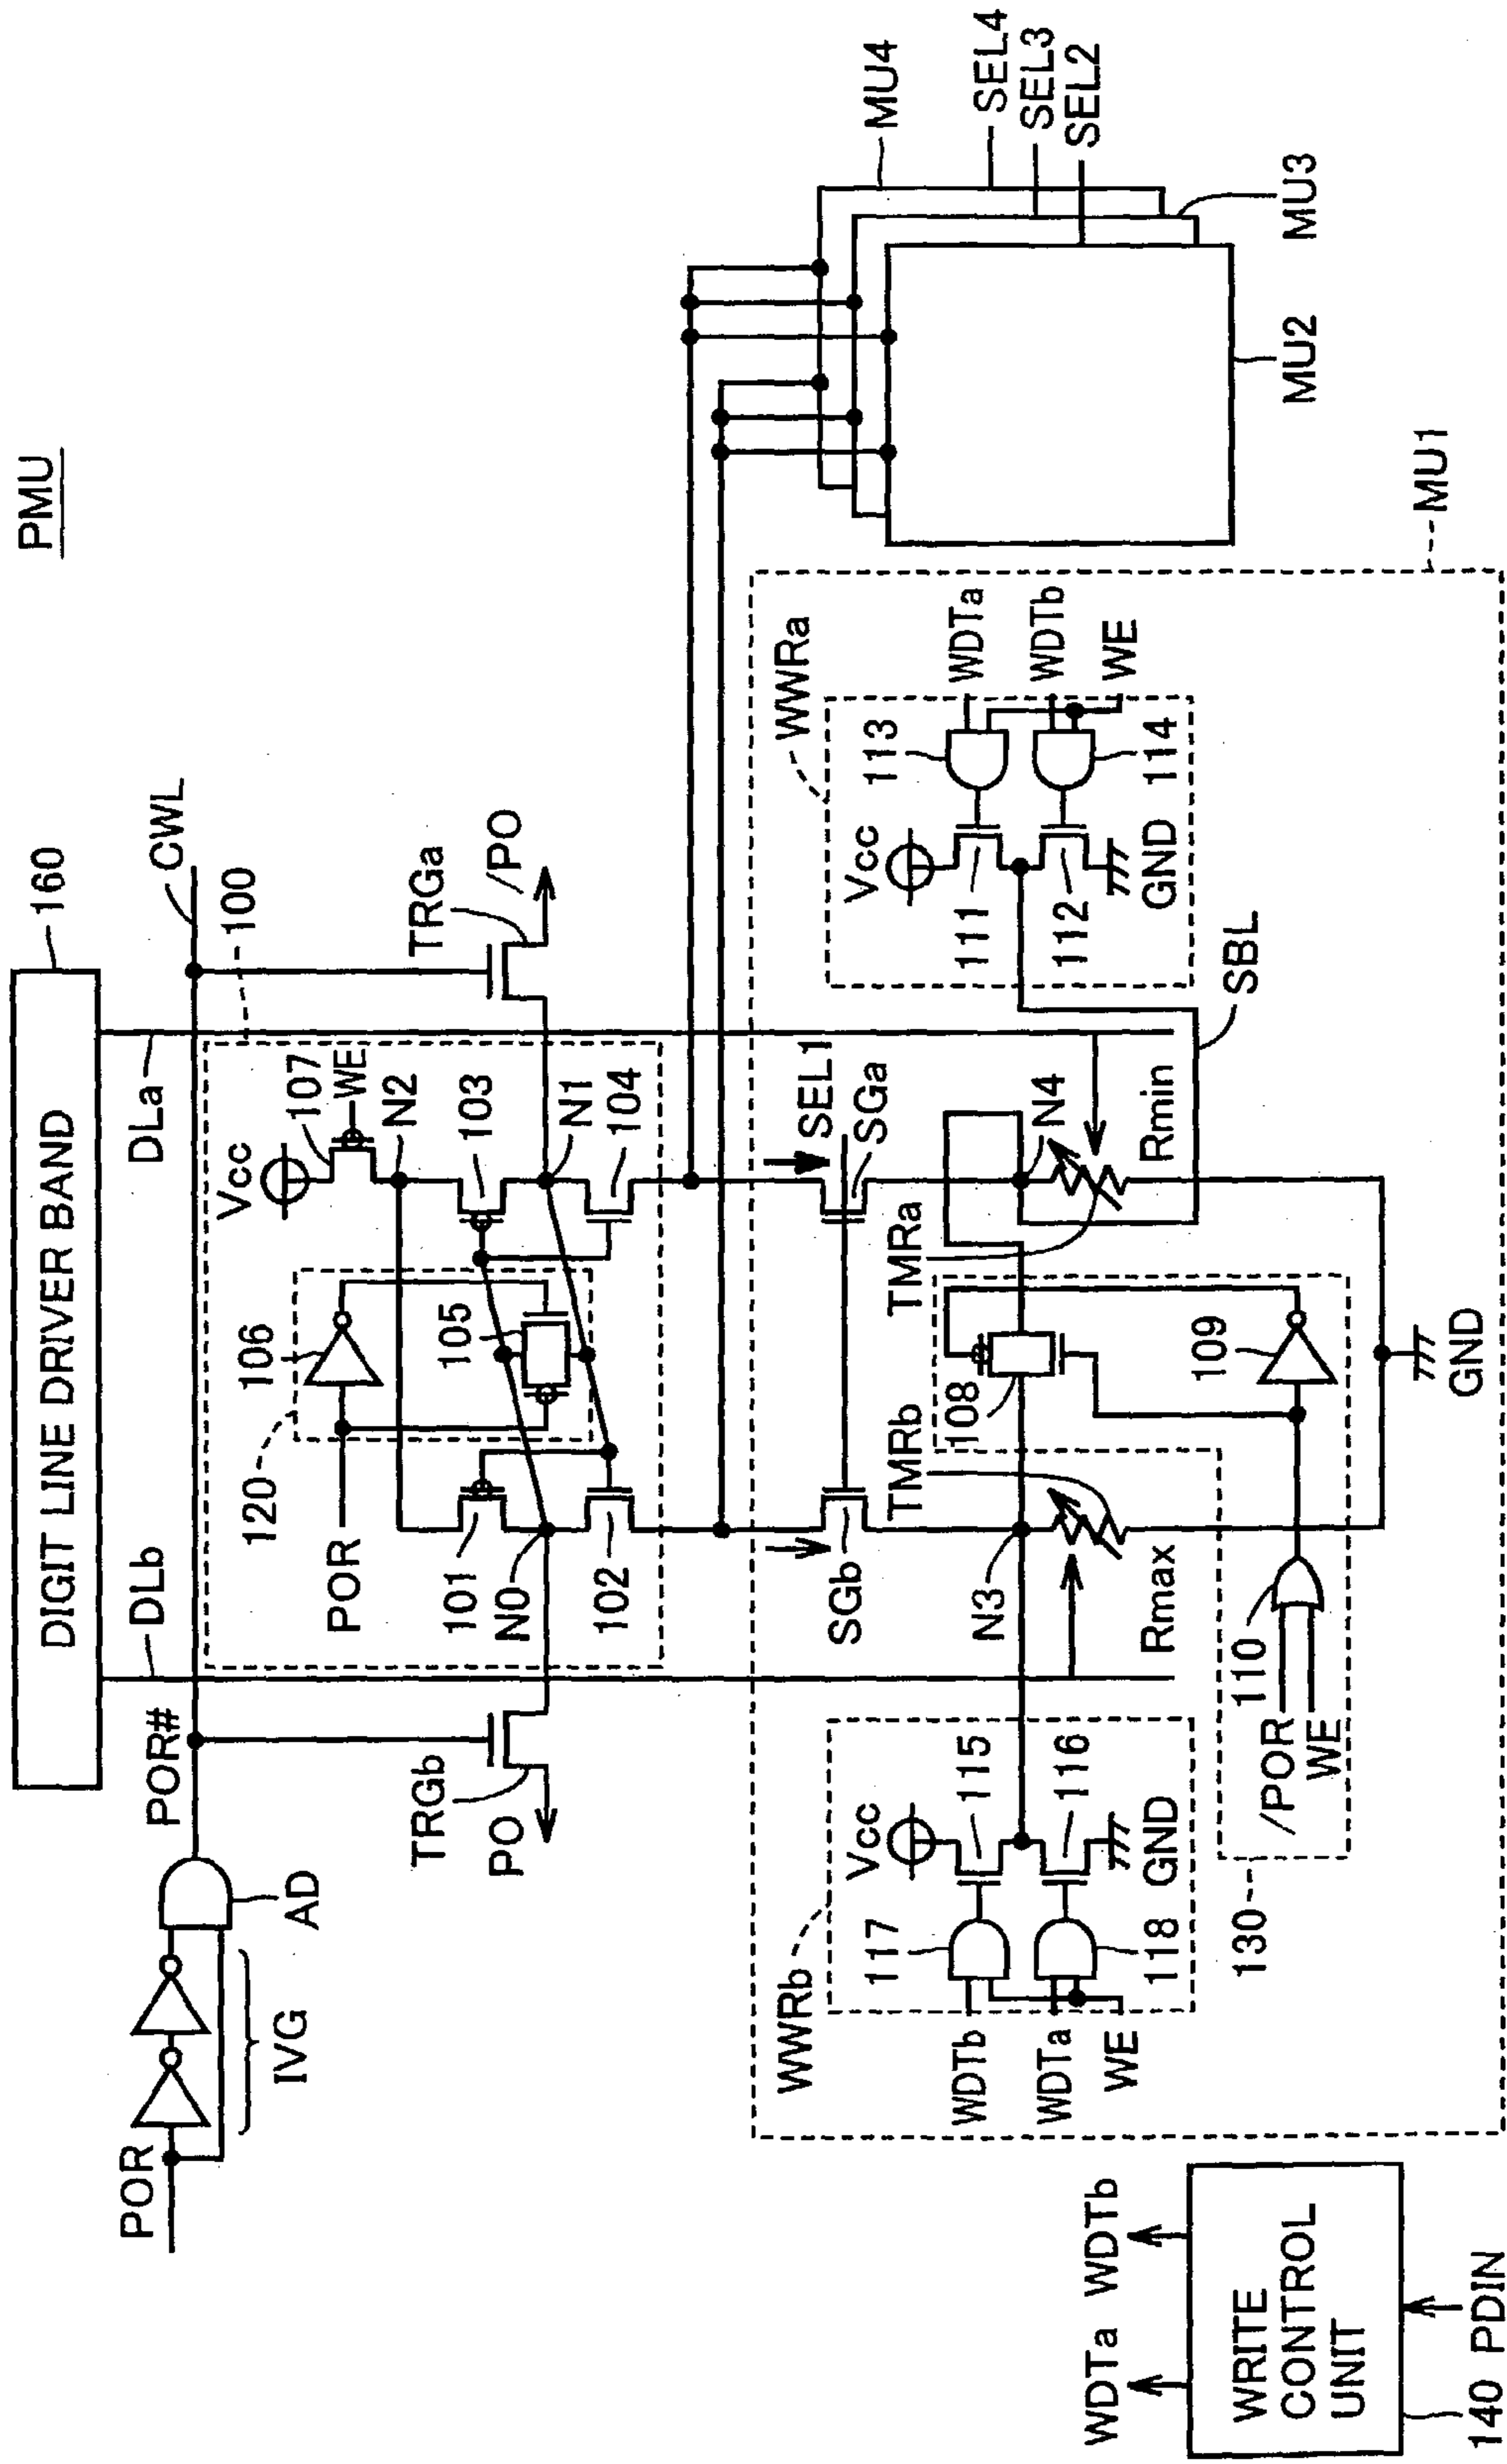 PMU
DIGIT LINE DRIVER BAND
160
POR
IVG
AD
POR#
CWL
DLb
DLa
100
TRGb
PO
TRGa
/PO
120
POR
106
105
Vcc
107
WE
N2
101
N0
102
103
N1
104
MU4
SEL4
SEL3
SEL2
MU3
MU2
MU1
SEL1
SGb
SGa
WWRb
Vcc
117
115
WDTb
WDTa
WE
118
116
GND
N3
TMRb
Rmax
108
TMRa
N4
Rmin
SBL
109
110
/POR
WE
130
GND
WWRa
Vcc
113
111
WDTa
WDTb
WE
114
112
GND
WDTa WDTb
WRITE
CONTROL
UNIT
140
PDIN